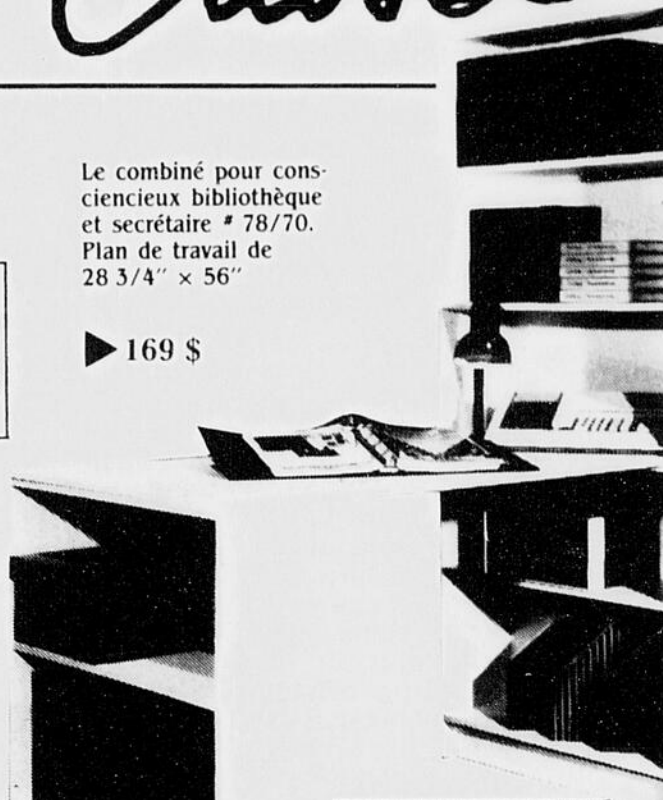 Le combiné pour cons-
ciencieux bibliothèque
et secrétaire # 78/70.
Plan de travail de
28 3/4″ × 56″
▶ 169 $